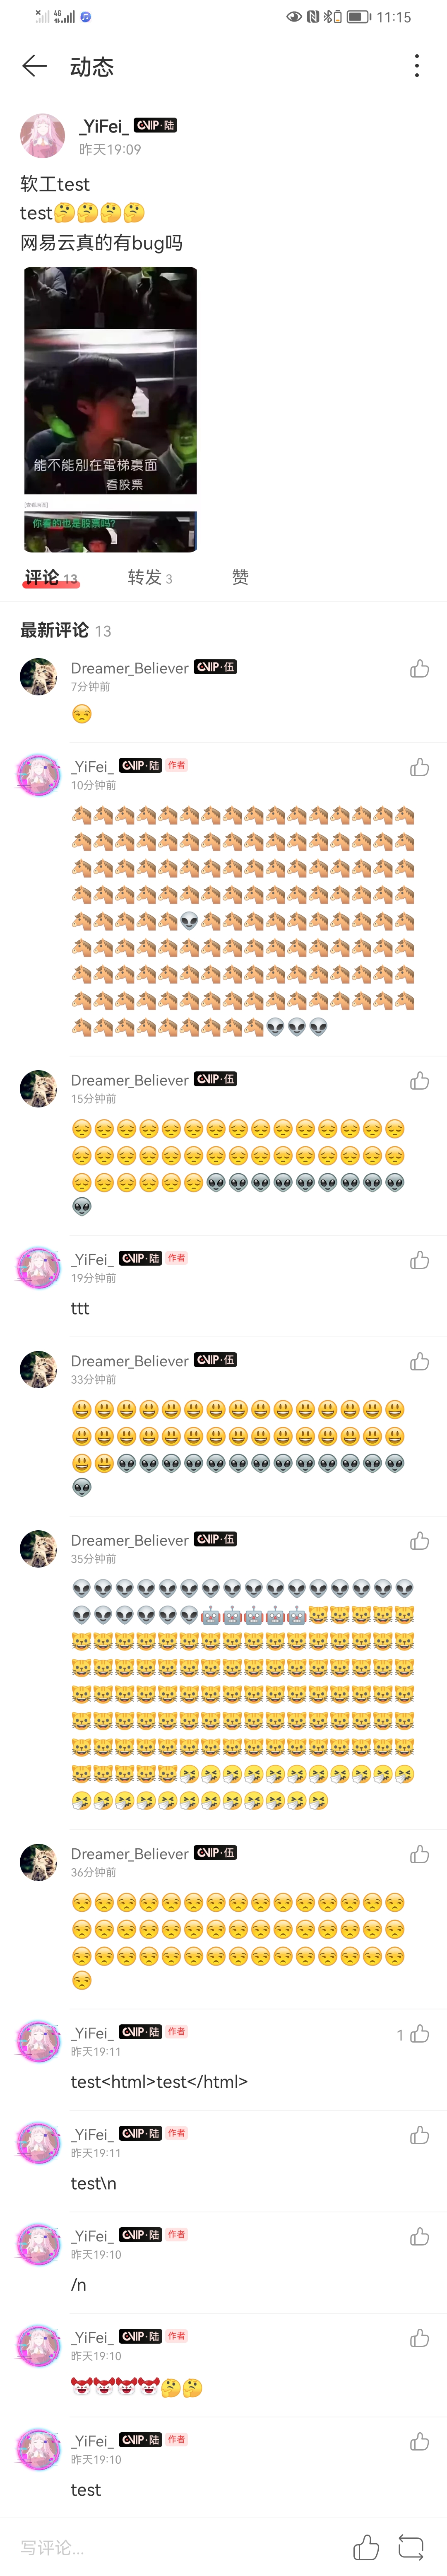 4G
11:15
动态
_YiFei_ VIP·陆
昨天19:09
软工test
test🤔🤔🤔🤔
网易云真的有bug吗
能不能別在電梯裏面
看股票
你看的也是股票吗?
评论 13 转发 3 赞
最新评论 13
Dreamer_Believer VIP·伍
7分钟前
😒
_YiFei_ VIP·陆 作者
10分钟前
🐴🐴🐴🐴🐴🐴🐴🐴🐴🐴🐴🐴🐴🐴🐴🐴
🐴🐴🐴🐴🐴🐴🐴🐴🐴🐴🐴🐴🐴🐴🐴🐴
🐴🐴🐴🐴🐴🐴🐴🐴🐴🐴🐴🐴🐴🐴🐴🐴
🐴🐴🐴🐴🐴🐴🐴🐴🐴🐴🐴🐴🐴🐴🐴🐴
🐴🐴🐴🐴🐴👽🐴🐴🐴🐴🐴🐴🐴🐴🐴🐴
🐴🐴🐴🐴🐴🐴🐴🐴🐴🐴🐴🐴🐴🐴🐴🐴
🐴🐴🐴🐴🐴🐴🐴🐴🐴🐴🐴🐴🐴🐴🐴🐴
🐴🐴🐴🐴🐴🐴🐴🐴🐴🐴🐴🐴🐴🐴🐴🐴
🐴🐴🐴🐴🐴🐴🐴🐴🐴👽👽👽
Dreamer_Believer VIP·伍
15分钟前
😔😔😔😔😔😔😔😔😔😔😔😔😔😔😔
😔😔😔😔😔😔😔😔😔😔😔😔😔😔😔
😔😔😔😔😔😔👽👽👽👽👽👽👽👽👽
👽
_YiFei_ VIP·陆 作者
19分钟前
ttt
Dreamer_Believer VIP·伍
33分钟前
😃😃😃😃😃😃😃😃😃😃😃😃😃😃😃
😃😃😃😃😃😃😃😃😃😃😃😃😃😃😃
😃😃👽👽👽👽👽👽👽👽👽👽👽👽👽
👽
Dreamer_Believer VIP·伍
35分钟前
👽👽👽👽👽👽👽👽👽👽👽👽👽👽👽👽
👽👽👽👽👽👽🤖🤖🤖🤖🤖😺😺😺😺😺
😺😺😺😺😺😺😺😺😺😺😺😺😺😺😺😺
😺😺😺😺😺😺😺😺😺😺😺😺😺😺😺😺
😺😺😺😺😺😺😺😺😺😺😺😺😺😺😺😺
😺😺😺😺😺😺😺😺😺😺😺😺😺😺😺😺
😺😺😺😺😺😺😺😺😺😺😺😺😺😺😺😺
😺😺😺😺😺🤧🤧🤧🤧🤧🤧🤧🤧🤧🤧🤧
🤧🤧🤧🤧🤧🤧🤧🤧🤧🤧🤧🤧
Dreamer_Believer VIP·伍
36分钟前
😒😒😒😒😒😒😒😒😒😒😒😒😒😒😒
😒😒😒😒😒😒😒😒😒😒😒😒😒😒😒
😒😒😒😒😒😒😒😒😒😒😒😒😒😒😒
😒
_YiFei_ VIP·陆 作者 1
昨天19:11
test<html>test</html>
_YiFei_ VIP·陆 作者
昨天19:11
test\n
_YiFei_ VIP·陆 作者
昨天19:10
/n
_YiFei_ VIP·陆 作者
昨天19:10
🤔🤔
_YiFei_ VIP·陆 作者
昨天19:10
test
写评论...